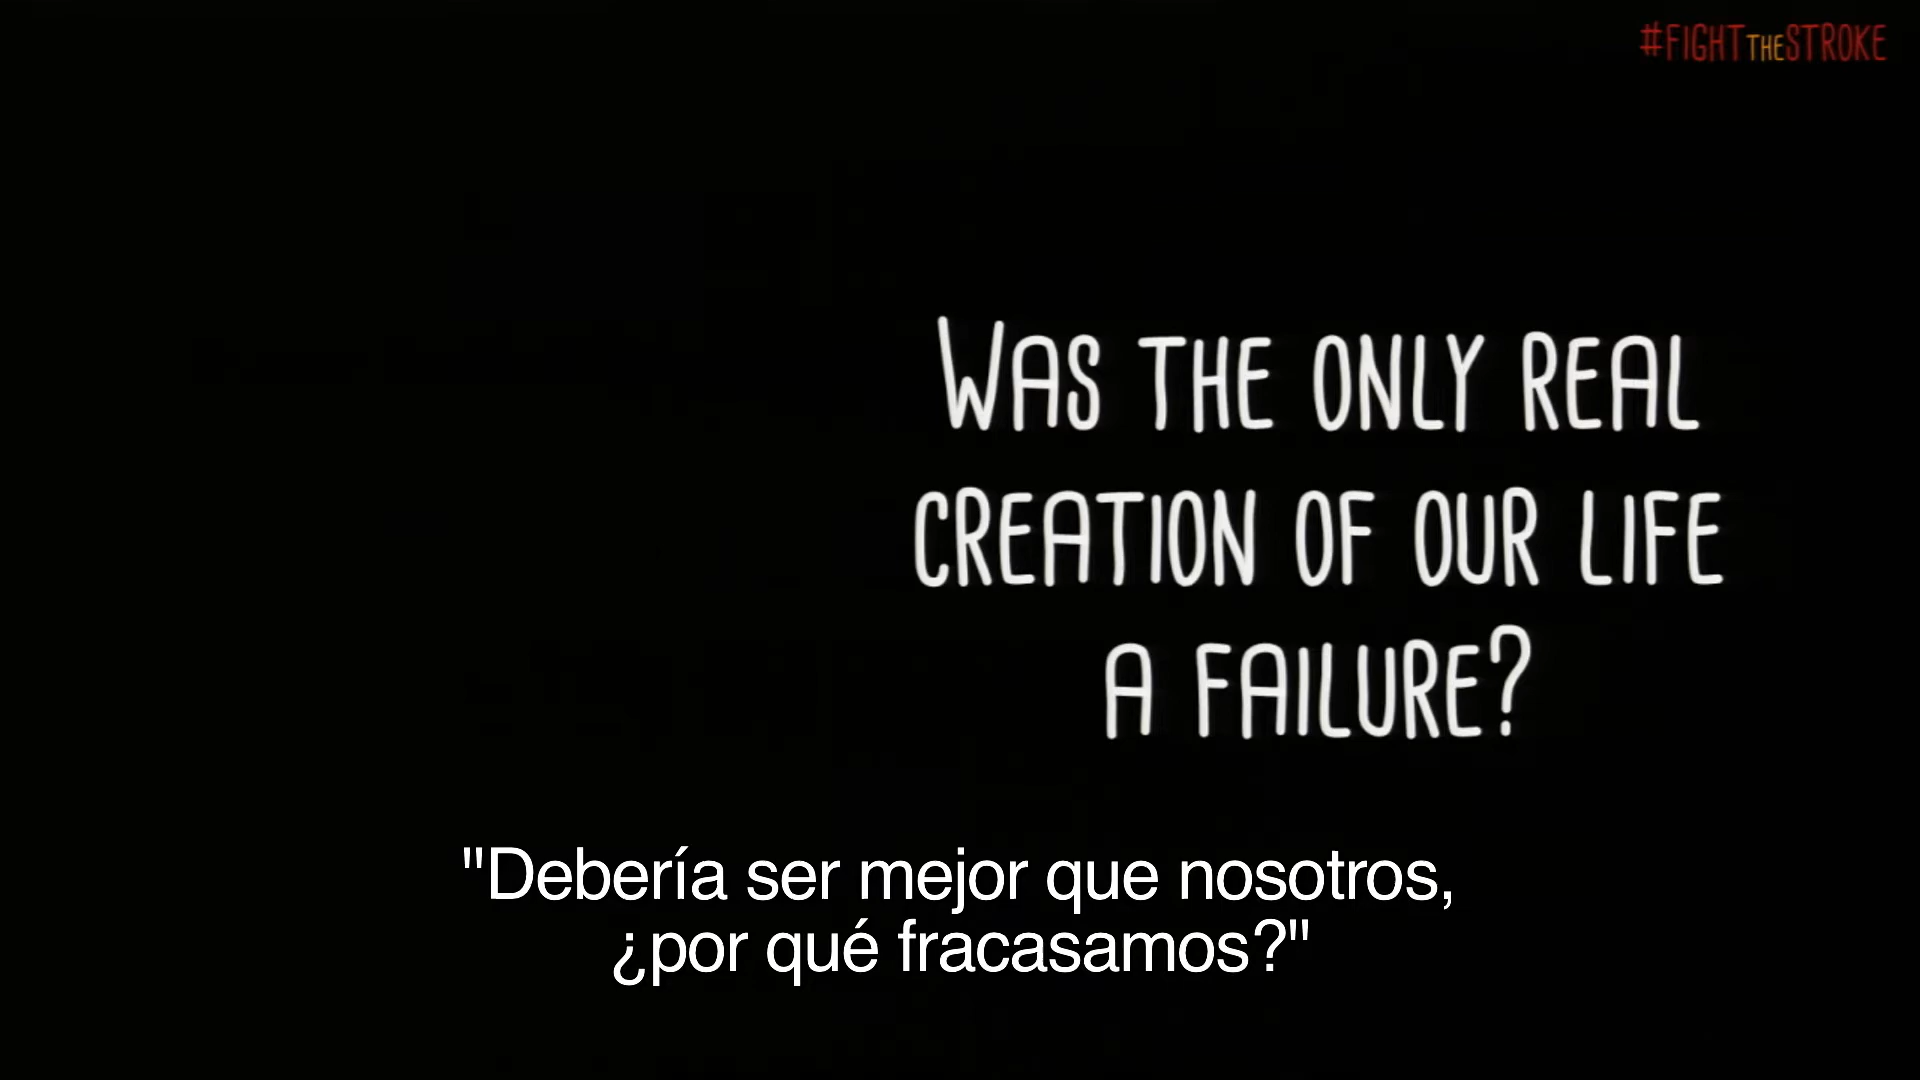 #FIGHTTHESTROKE
WAS THE ONLY REAL
CREATION OF OUR LIFE
A FAILURE?
"Debería ser mejor que nosotros,
¿por qué fracasamos?"